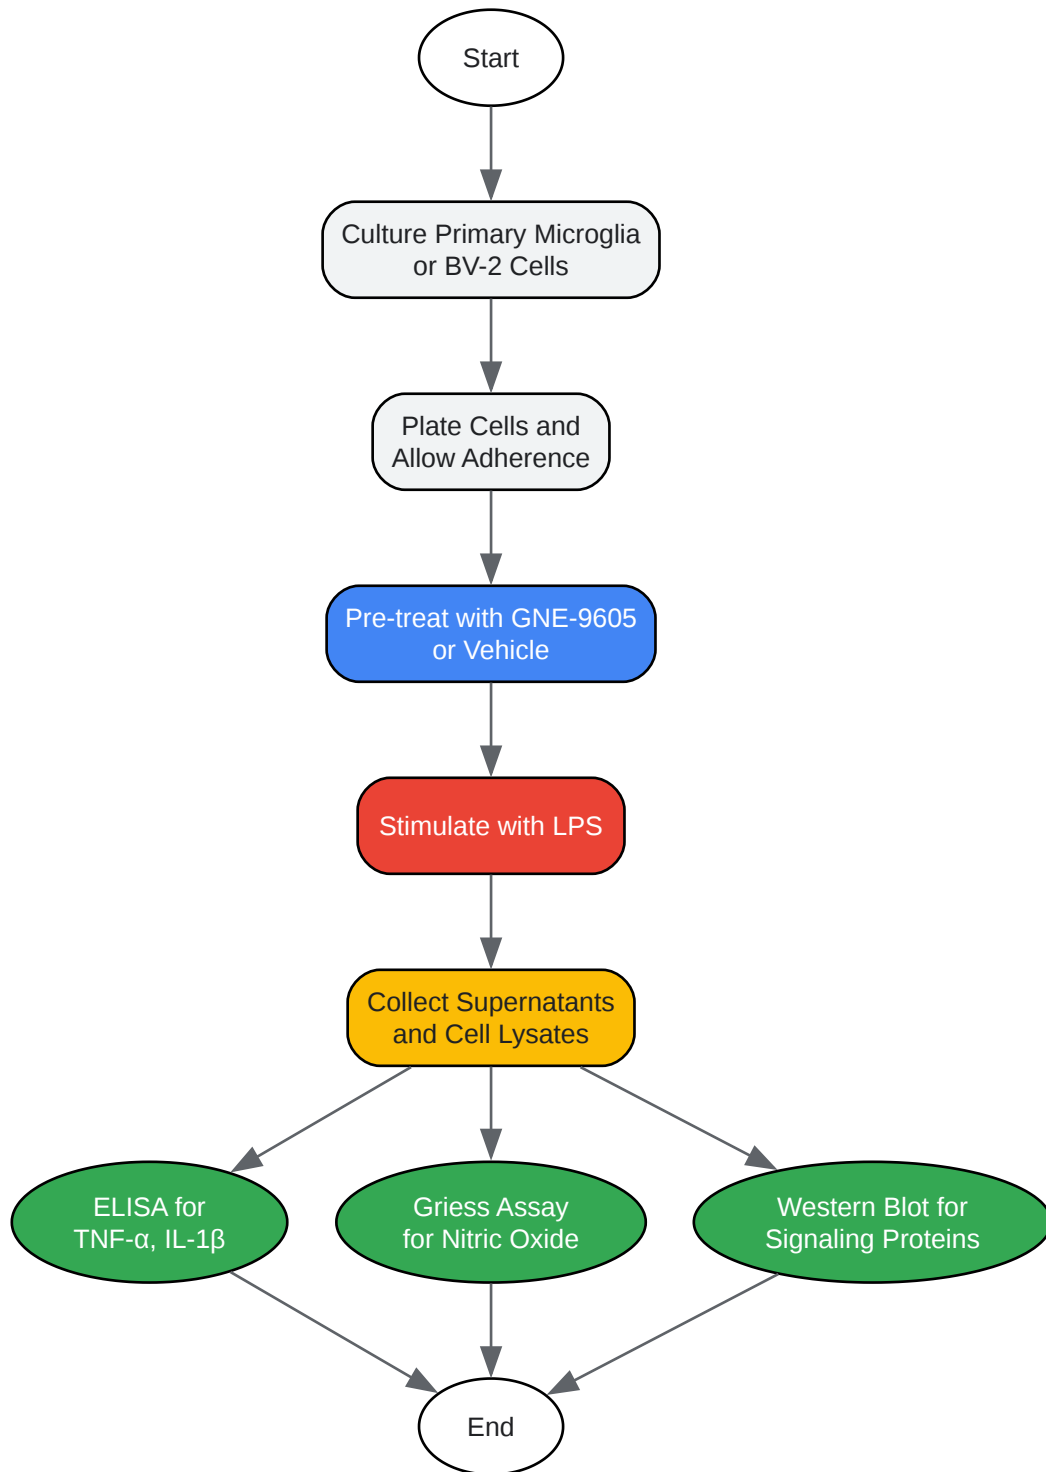 Start
Culture Primary Microglia
or BV-2 Cells
Plate Cells and
Allow Adherence
Pre-treat with GNE-9605
or Vehicle
Stimulate with LPS
Collect Supernatants
and Cell Lysates
ELISA for
TNF-α, IL-1β
Griess Assay
for Nitric Oxide
Western Blot for
Signaling Proteins
End